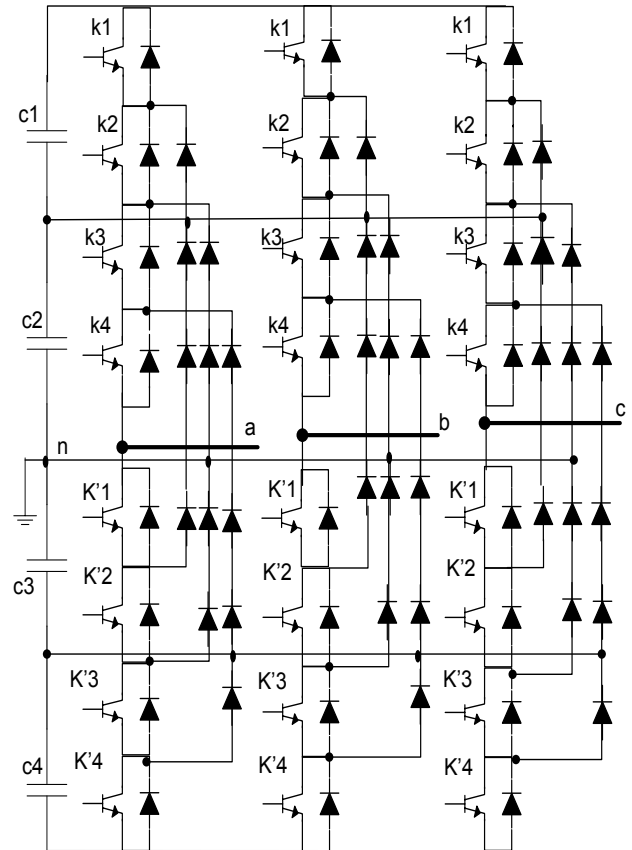 k1 k1 k1
c1 k2 k2 k2
k3 k3 k3
c2 k4 k4 k4
a b c
n
K'1 K'1 K'1
c3 K'2 K'2 K'2
K'3 K'3 K'3
c4 K'4 K'4 K'4